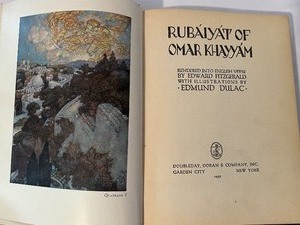 RUBÁIYÁT OF
OMAR KHAYYÁM
RENDERED INTO ENGLISH VERSE
BY EDWARD FITZGERALD
WITH ILLUSTRATIONS BY
· EDMUND DULAC ·
DOUBLEDAY, DORAN & COMPANY, INC.
GARDEN CITY NEW YORK